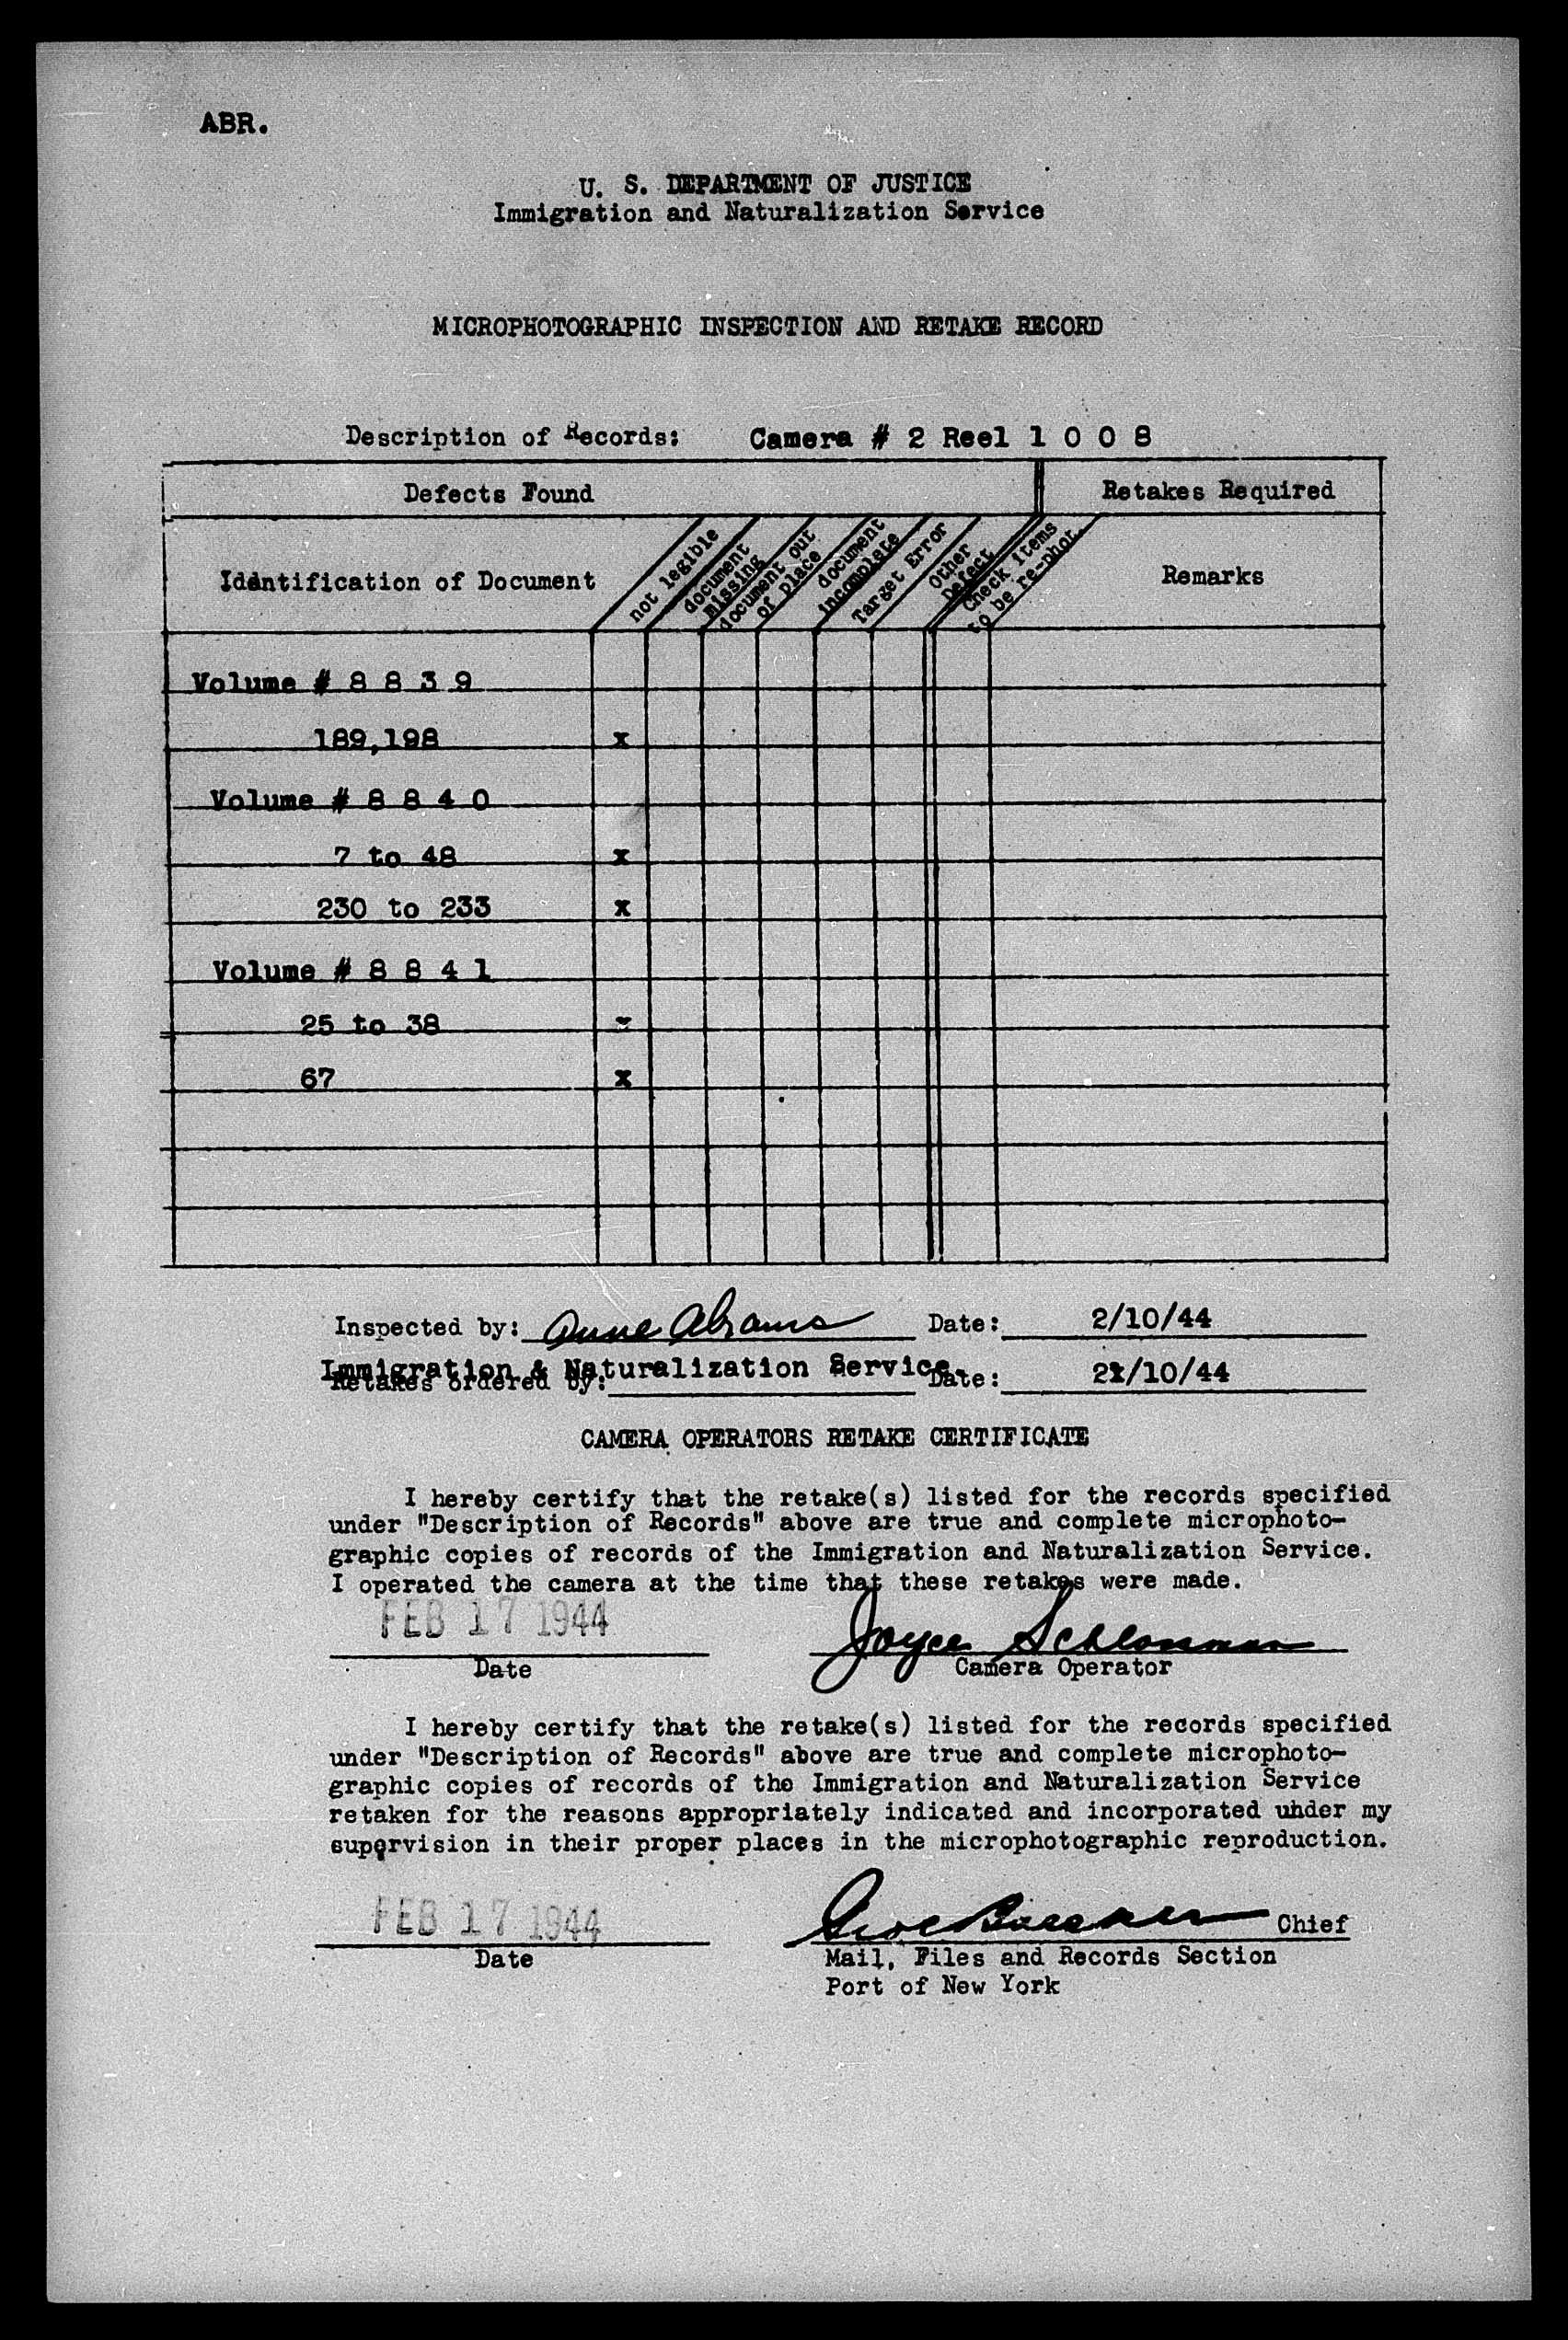 ABR.
U. S. DEPARTMENT OF JUSTICE
Immigration and Naturalization Service
MICROPHOTOGRAPHIC INSPECTION AND RETAKE RECORD
Description of Records: Camera # 2 Reel 1 0 0 8
Defects Found
Retakes Required
Identification of Document
not legible
document
missing
document out
of place
document
incomplete
Target Error
Other
Defect
Check items
to be re-phot.
Remarks
Volume # 8 8 3 9
189,198 x
Volume # 8 8 4 0
7 to 48 x
230 to 233 x
Volume # 8 8 4 1
25 to 38
67 x
Inspected by: Anne Abrams Date: 2/10/44
Immigration & Naturalization Service.
Retakes ordered by: Date: 2/10/44
CAMERA OPERATORS RETAKE CERTIFICATE
I hereby certify that the retake(s) listed for the records specified
under "Description of Records" above are true and complete microphoto-
graphic copies of records of the Immigration and Naturalization Service.
I operated the camera at the time that these retakes were made.
FEB 17 1944
Joyce Schlossman
Date
Camera Operator
I hereby certify that the retake(s) listed for the records specified
under "Description of Records" above are true and complete microphoto-
graphic copies of records of the Immigration and Naturalization Service
retaken for the reasons appropriately indicated and incorporated uhder my
supervision in their proper places in the microphotographic reproduction.
FEB 17 1944
Chief
Date
Mail, Files and Records Section
Port of New York